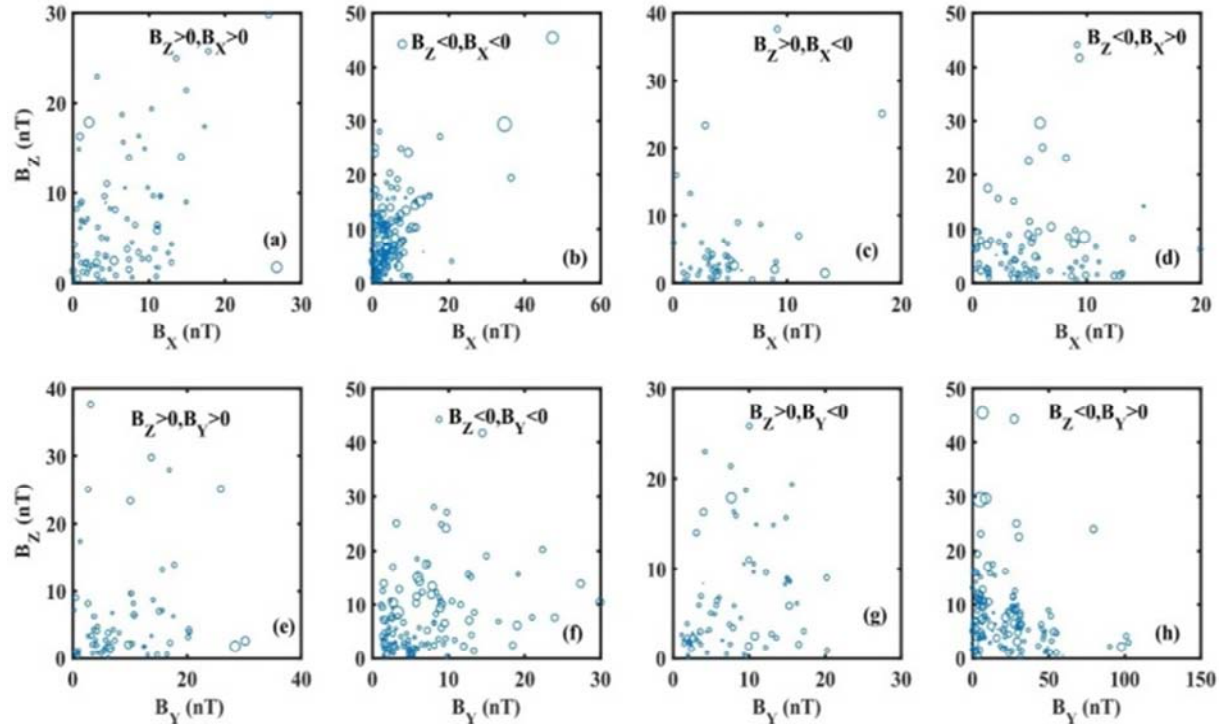 30
20
10
0
B_Z (nT)
B_Z>0,B_X>0
(a)
0 10 20 30
B_X (nT)
50
40
30
20
10
0
B_Z<0,B_X<0
(b)
0 20 40 60
B_X (nT)
40
30
20
10
0
B_Z>0,B_X<0
(c)
0 10 20
B_X (nT)
50
40
30
20
10
0
B_Z<0,B_X>0
(d)
0 10 20
B_X (nT)
40
30
20
10
0
B_Z (nT)
B_Z>0,B_Y>0
(e)
0 20 40
B_Y (nT)
50
40
30
20
10
0
B_Z<0,B_Y<0
(f)
0 10 20 30
B_Y (nT)
30
20
10
0
B_Z>0,B_Y<0
(g)
0 10 20 30
B_Y (nT)
50
40
30
20
10
0
B_Z<0,B_Y>0
(h)
0 50 100 150
B_Y (nT)